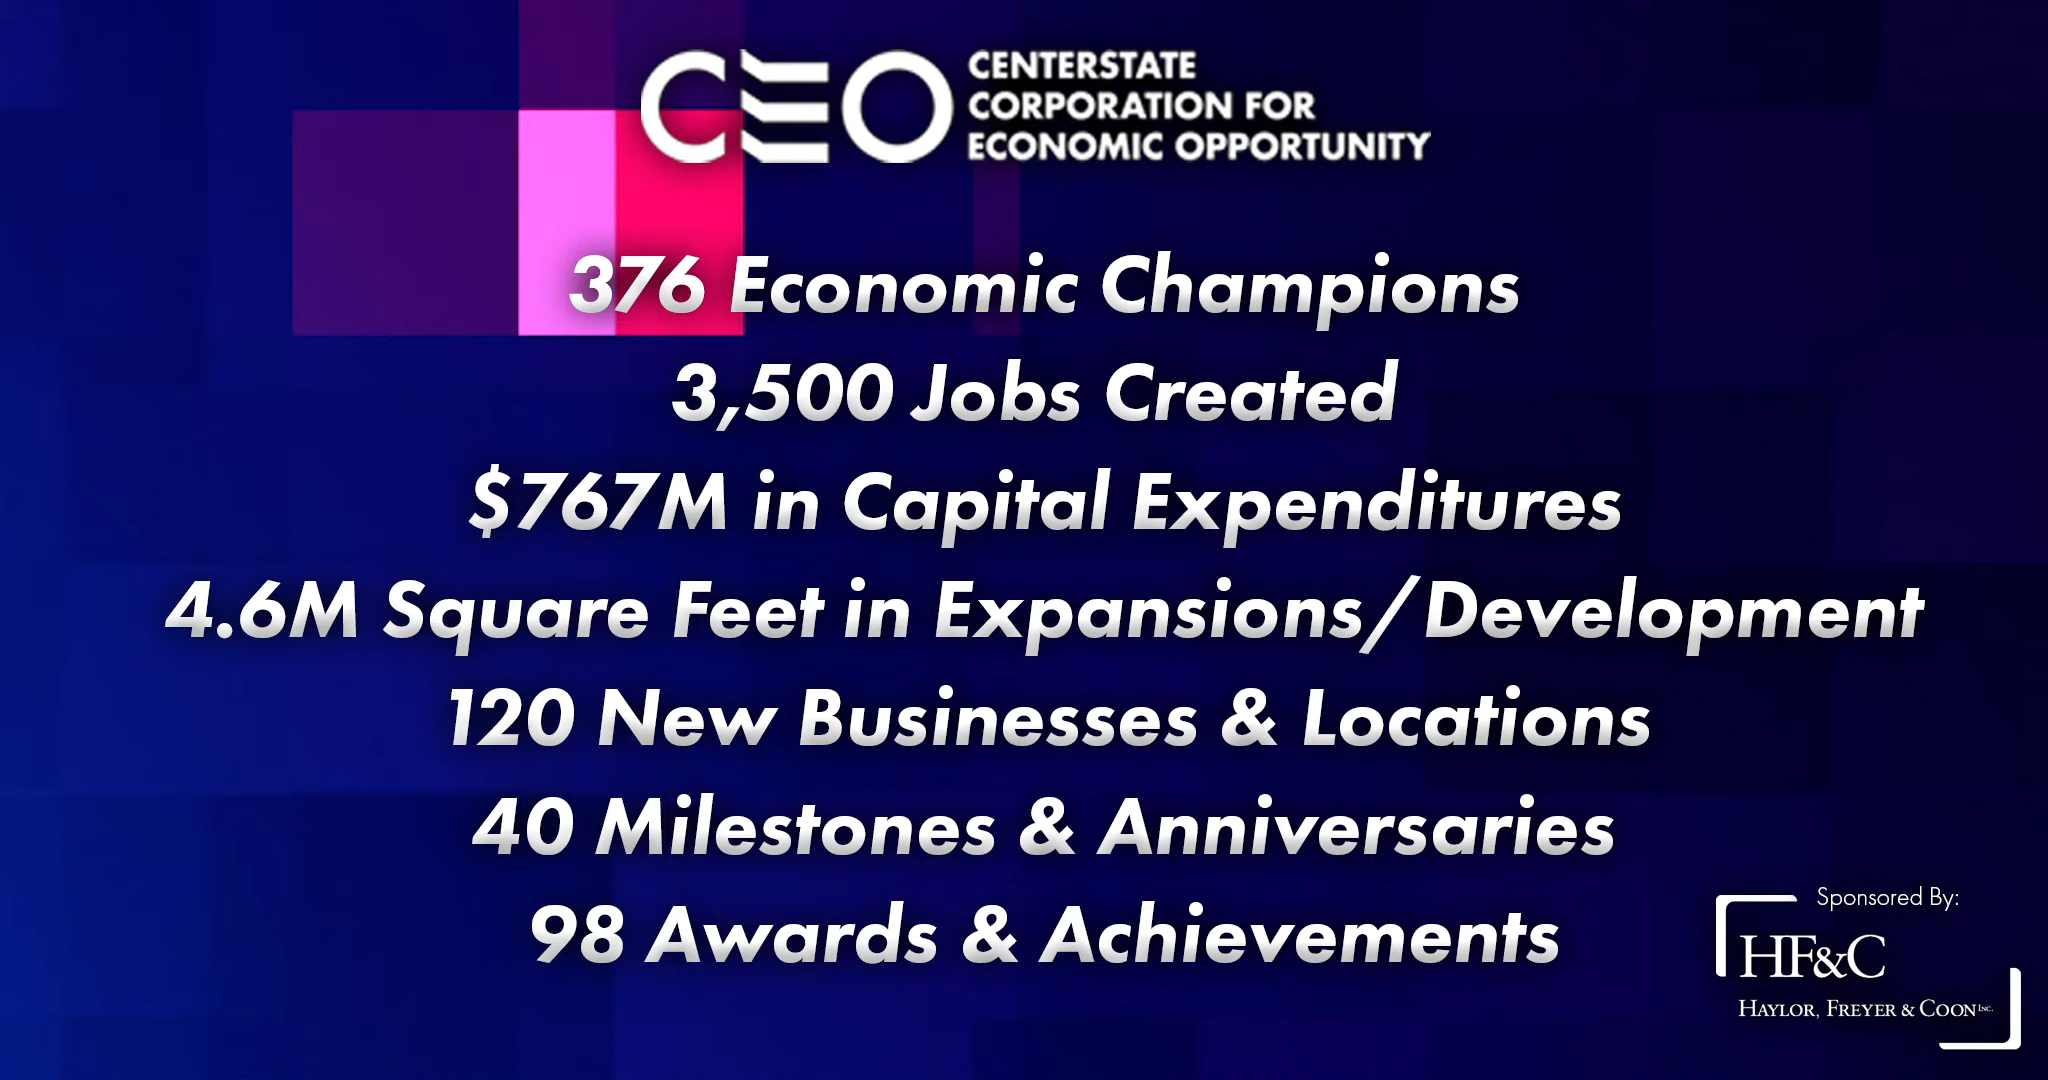 CEO
CENTERSTATE
CORPORATION FOR
ECONOMIC OPPORTUNITY
376 Economic Champions
3,500 Jobs Created
$767M in Capital Expenditures
4.6M Square Feet in Expansions/Development
120 New Businesses & Locations
40 Milestones & Anniversaries
98 Awards & Achievements
Sponsored By:
HF&C
HAYLOR, FREYER & COON INC.